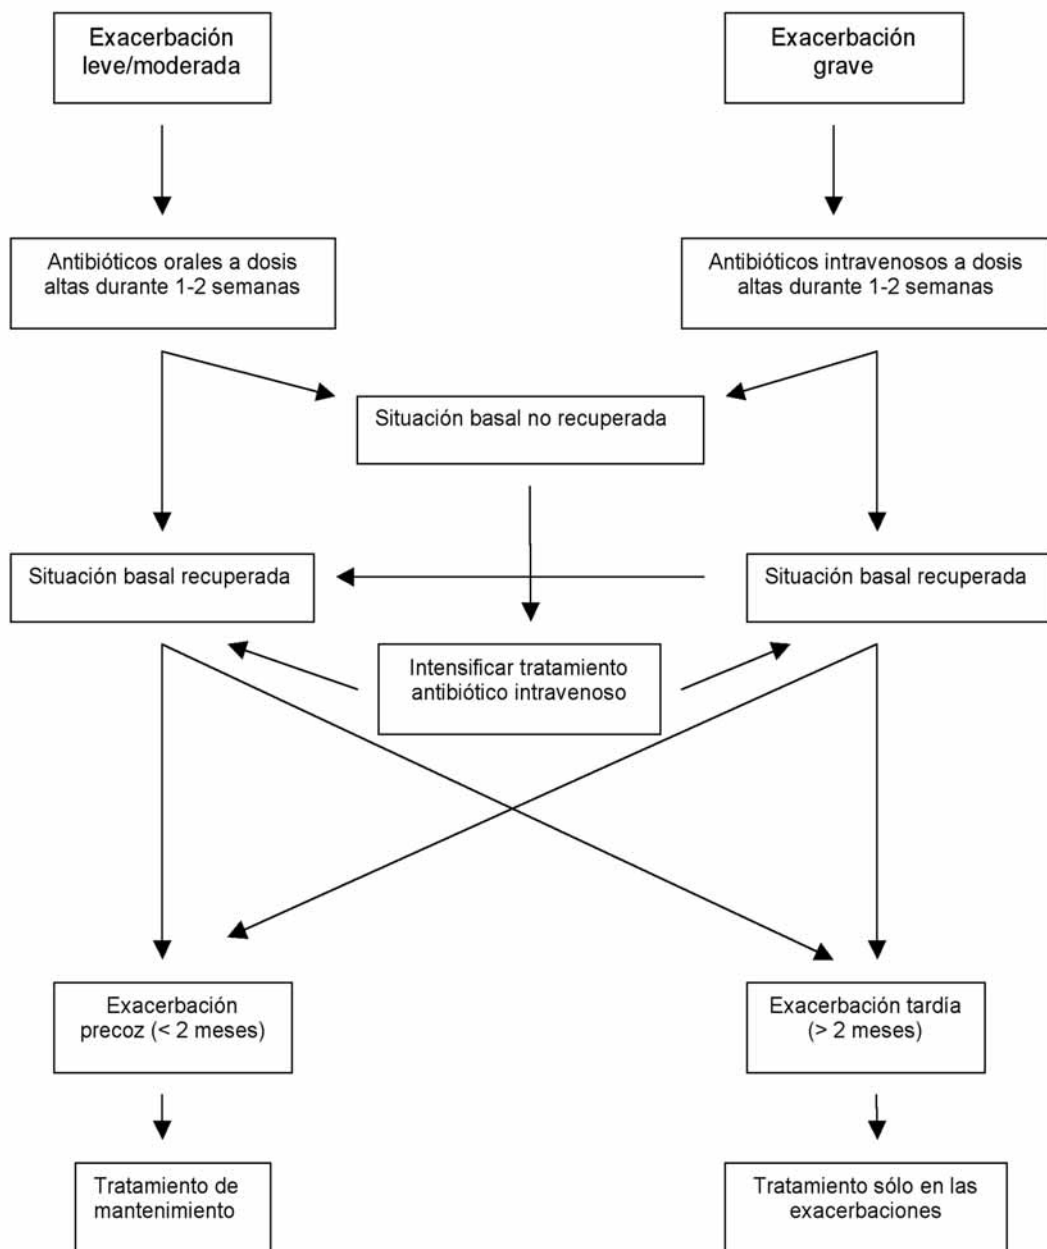 Exacerbación
leve/moderada
Exacerbación
grave
Antibióticos orales a dosis
altas durante 1-2 semanas
Antibióticos intravenosos a dosis
altas durante 1-2 semanas
Situación basal no recuperada
Situación basal recuperada
Situación basal recuperada
Intensificar tratamiento
antibiótico intravenoso
Exacerbación
precoz (< 2 meses)
Exacerbación tardía
(> 2 meses)
Tratamiento de
mantenimiento
Tratamiento sólo en las
exacerbaciones